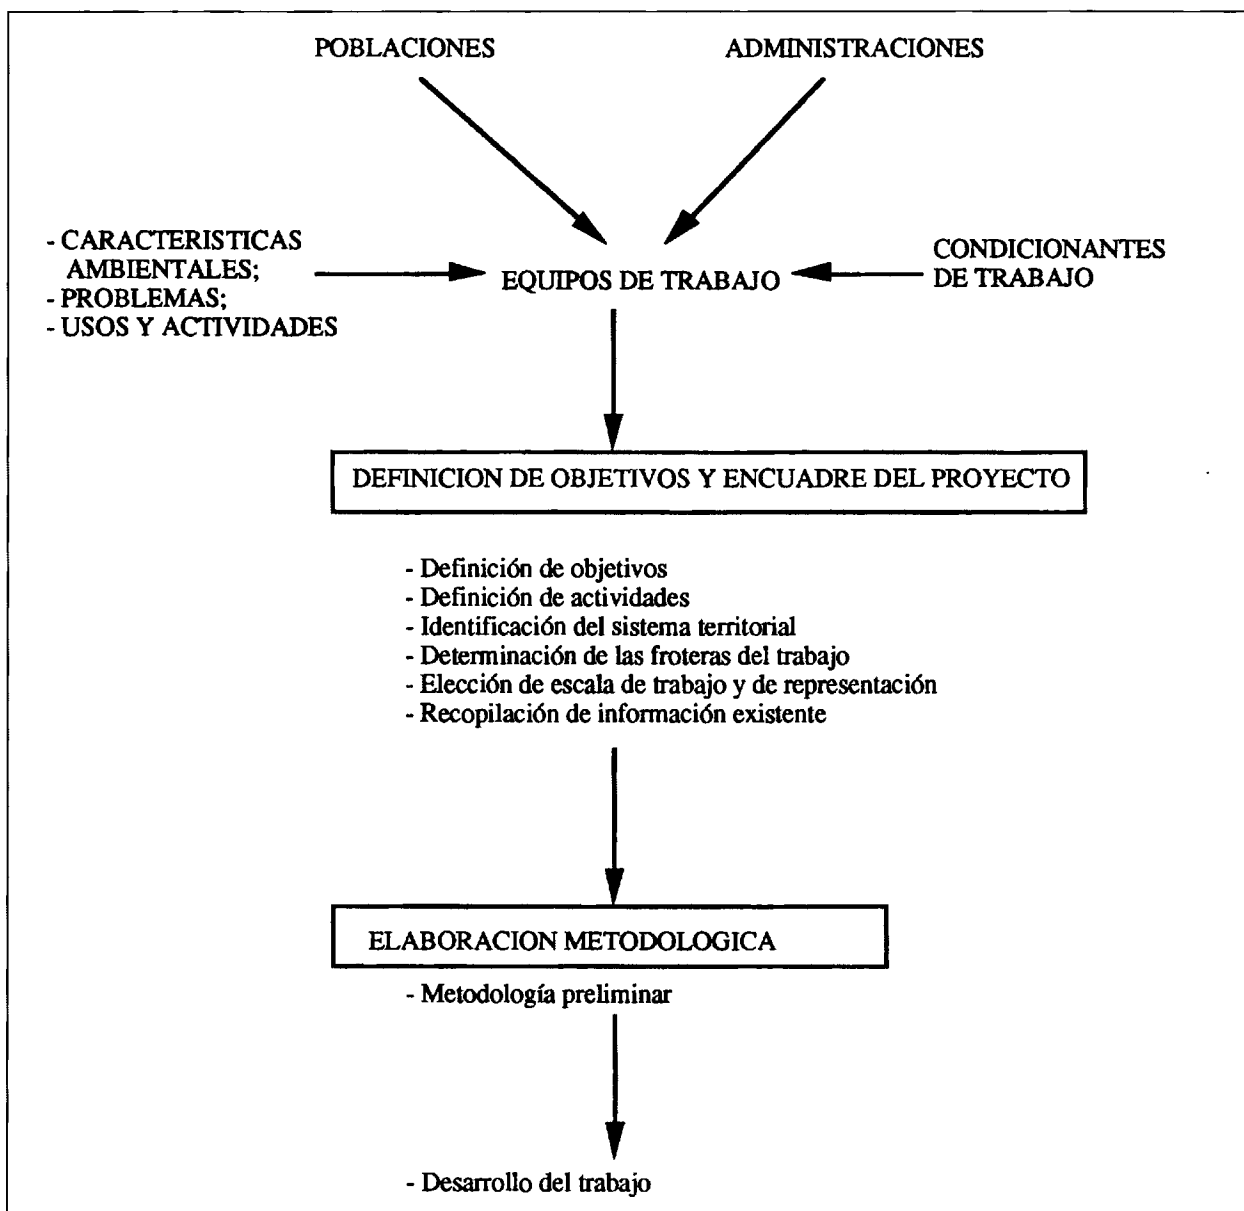 POBLACIONES
ADMINISTRACIONES
- CARACTERISTICAS
AMBIENTALES;
- PROBLEMAS;
- USOS Y ACTIVIDADES
EQUIPOS DE TRABAJO
CONDICIONANTES
DE TRABAJO
DEFINICION DE OBJETIVOS Y ENCUADRE DEL PROYECTO
- Definición de objetivos
- Definición de actividades
- Identificación del sistema territorial
- Determinación de las froteras del trabajo
- Elección de escala de trabajo y de representación
- Recopilación de información existente
ELABORACION METODOLOGICA
- Metodología preliminar
- Desarrollo del trabajo